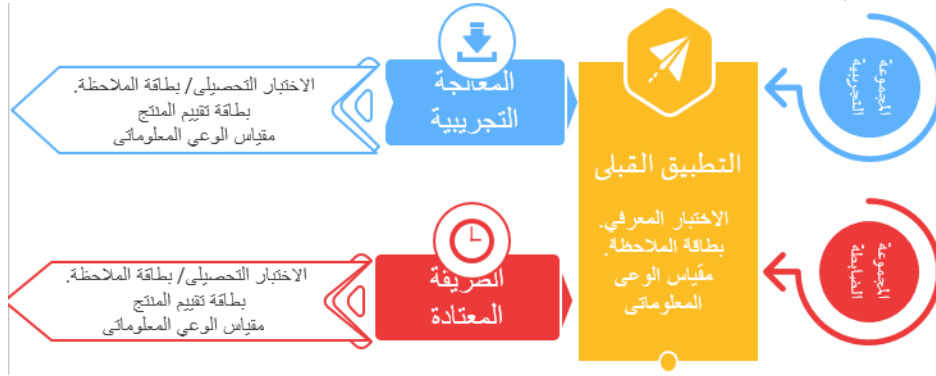 المجموعة
التجريبية
التطبيق القبلى
الاختبار المعرفي.
بطاقة الملاحظة.
مقياس الوعى
المعلوماتى
المعالجة
التجريبية
الاختبار التحصيلى/ بطاقة الملاحظة.
بطاقة تقييم المنتج
مقياس الوعي المعلوماتى
المجموعة
الضابطة
الطريقة
المعتادة
الاختبار التحصيلى/ بطاقة الملاحظة.
بطاقة تقييم المنتج
مقياس الوعي المعلوماتى